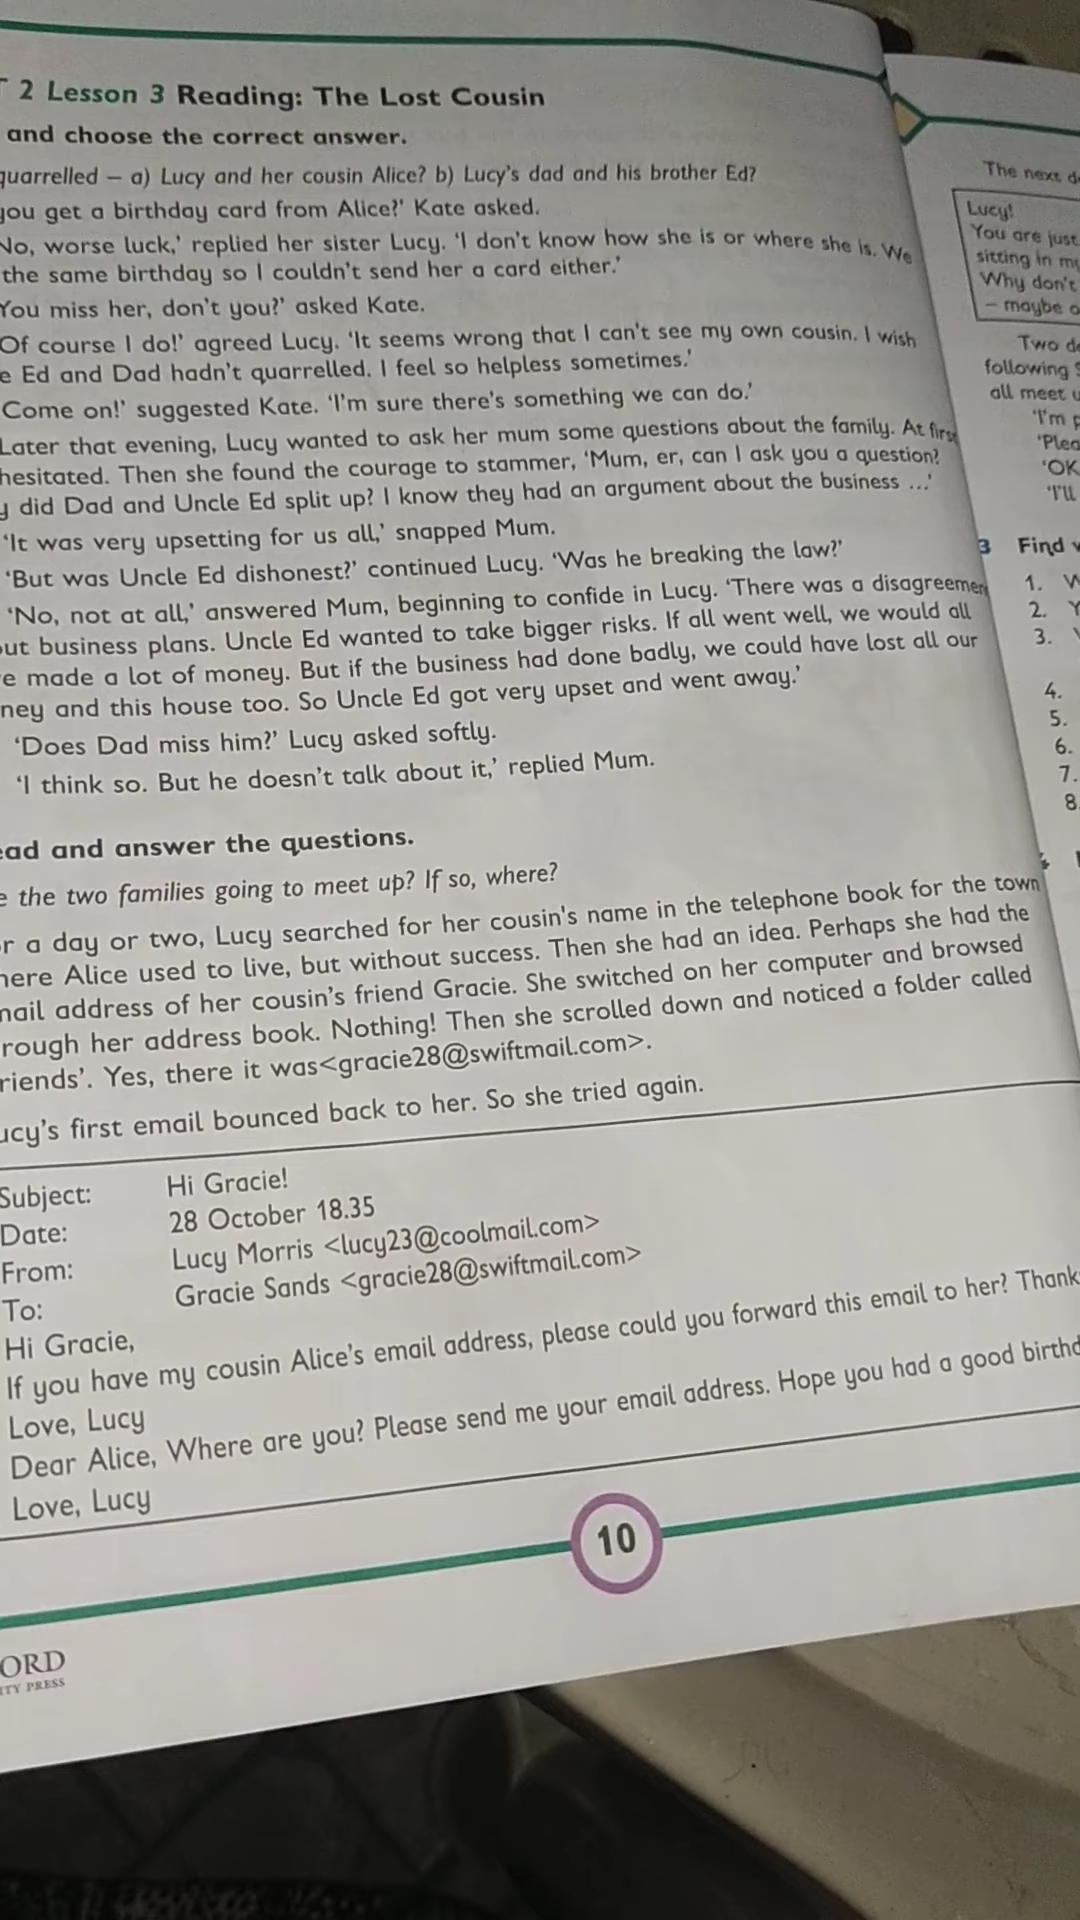 2 Lesson 3 Reading: The Lost Cousin
and choose the correct answer.
quarrelled – a) Lucy and her cousin Alice? b) Lucy's dad and his brother Ed?
you get a birthday card from Alice?' Kate asked.
No, worse luck,' replied her sister Lucy. 'I don't know how she is or where she is. We
the same birthday so I couldn't send her a card either.'
You miss her, don't you?' asked Kate.
Of course I do!' agreed Lucy. 'It seems wrong that I can't see my own cousin. I wish
e Ed and Dad hadn't quarrelled. I feel so helpless sometimes.'
Come on!' suggested Kate. 'I'm sure there's something we can do.'
Later that evening, Lucy wanted to ask her mum some questions about the family. At first
hesitated. Then she found the courage to stammer, 'Mum, er, can I ask you a question?
y did Dad and Uncle Ed split up? I know they had an argument about the business ...'
'It was very upsetting for us all,' snapped Mum.
'But was Uncle Ed dishonest?' continued Lucy. 'Was he breaking the law?'
'No, not at all,' answered Mum, beginning to confide in Lucy. 'There was a disagreemen
out business plans. Uncle Ed wanted to take bigger risks. If all went well, we would all
e made a lot of money. But if the business had done badly, we could have lost all our
ney and this house too. So Uncle Ed got very upset and went away.'
'Does Dad miss him?' Lucy asked softly.
'I think so. But he doesn't talk about it,' replied Mum.
ead and answer the questions.
e the two families going to meet up? If so, where?
or a day or two, Lucy searched for her cousin's name in the telephone book for the town
here Alice used to live, but without success. Then she had an idea. Perhaps she had the
mail address of her cousin's friend Gracie. She switched on her computer and browsed
rough her address book. Nothing! Then she scrolled down and noticed a folder called
riends'. Yes, there it was<gracie28@swiftmail.com>.
ucy's first email bounced back to her. So she tried again.
Subject: Hi Gracie!
Date: 28 October 18.35
From: Lucy Morris <lucy23@coolmail.com>
To: Gracie Sands <gracie28@swiftmail.com>
Hi Gracie,
If you have my cousin Alice's email address, please could you forward this email to her? Thank
Love, Lucy
Dear Alice, Where are you? Please send me your email address. Hope you had a good birthd
Love, Lucy
10
ORD
ITY PRESS
The next d
Lucy!
You are just
sitting in m
Why don't
– maybe o
Two d
following S
all meet u
'I'm p
'Plea
'OK
'I'll
3 Find
1. W
2. Y
3.
4.
5.
6.
7.
8.